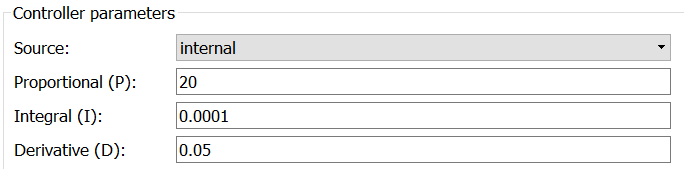 Controller parameters
Source: internal
Proportional (P): 20
Integral (I): 0.0001
Derivative (D): 0.05